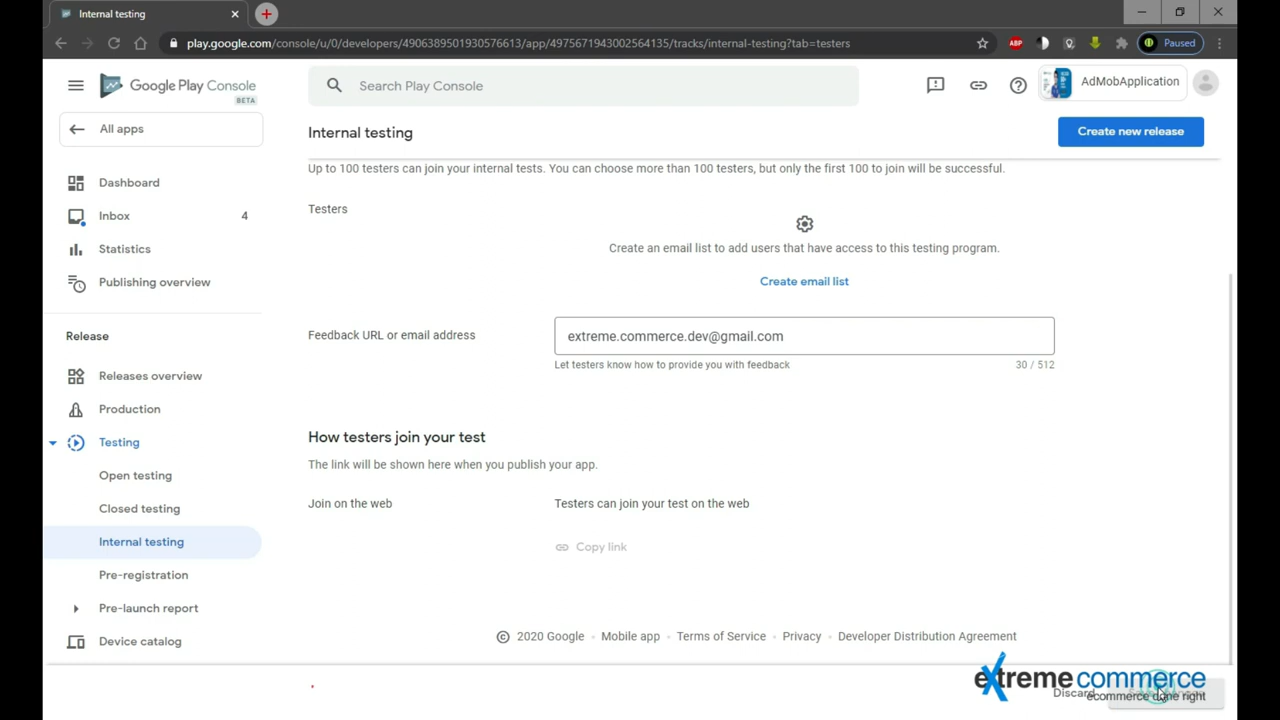 Internal testing
play.google.com/console/u/0/developers/4906389501930576613/app/4975671943002564135/tracks/internal-testing?tab=testers
ABP
Paused
Google Play Console
BETA
Search Play Console
AdMobApplication
All apps
Internal testing
Create new release
Up to 100 testers can join your internal tests. You can choose more than 100 testers, but only the first 100 to join will be successful.
Dashboard
Inbox 4
Statistics
Publishing overview
Release
Releases overview
Production
Testing
Open testing
Closed testing
Internal testing
Pre-registration
Pre-launch report
Device catalog
Testers
Create an email list to add users that have access to this testing program.
Create email list
Feedback URL or email address
extreme.commerce.dev@gmail.com
Let testers know how to provide you with feedback
30 / 512
How testers join your test
The link will be shown here when you publish your app.
Join on the web
Testers can join your test on the web
Copy link
© 2020 Google • Mobile app • Terms of Service • Privacy • Developer Distribution Agreement
extreme commerce
ecommerce done right
Discard